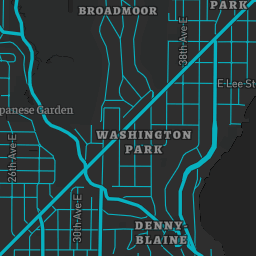 BROADMOOR
PARK
38th Ave E
E Lee St
panese Garden
WASHINGTON
PARK
26th Ave E
30th Ave E
DENNY-
BLAINE